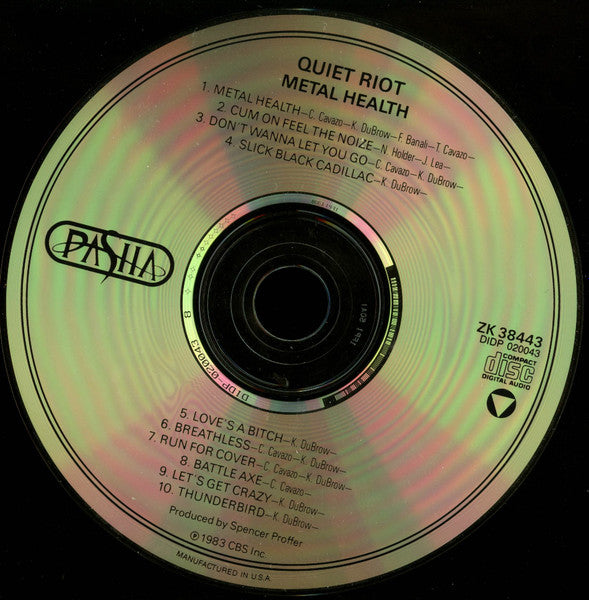 QUIET RIOT
METAL HEALTH
1. METAL HEALTH—C. Cavazo—K. DuBrow—F. Banali—T. Cavazo—
2. CUM ON FEEL THE NOIZE—N. Holder—J. Lea—
3. DON'T WANNA LET YOU GO—C. Cavazo—K. DuBrow—
4. SLICK BLACK CADILLAC—K. DuBrow—
PASHA
ZK 38443
DIDP 020043
COMPACT
disc
DIGITAL AUDIO
DIDP-020043 8
5. LOVE'S A BITCH—K. DuBrow—
6. BREATHLESS—C. Cavazo—K. DuBrow—
7. RUN FOR COVER—C. Cavazo—K. DuBrow—
8. BATTLE AXE—C. Cavazo—
9. LET'S GET CRAZY—K. DuBrow—
10. THUNDERBIRD—K. DuBrow—
Produced by Spencer Proffer
℗1983 CBS Inc.
MANUFACTURED IN U.S.A.